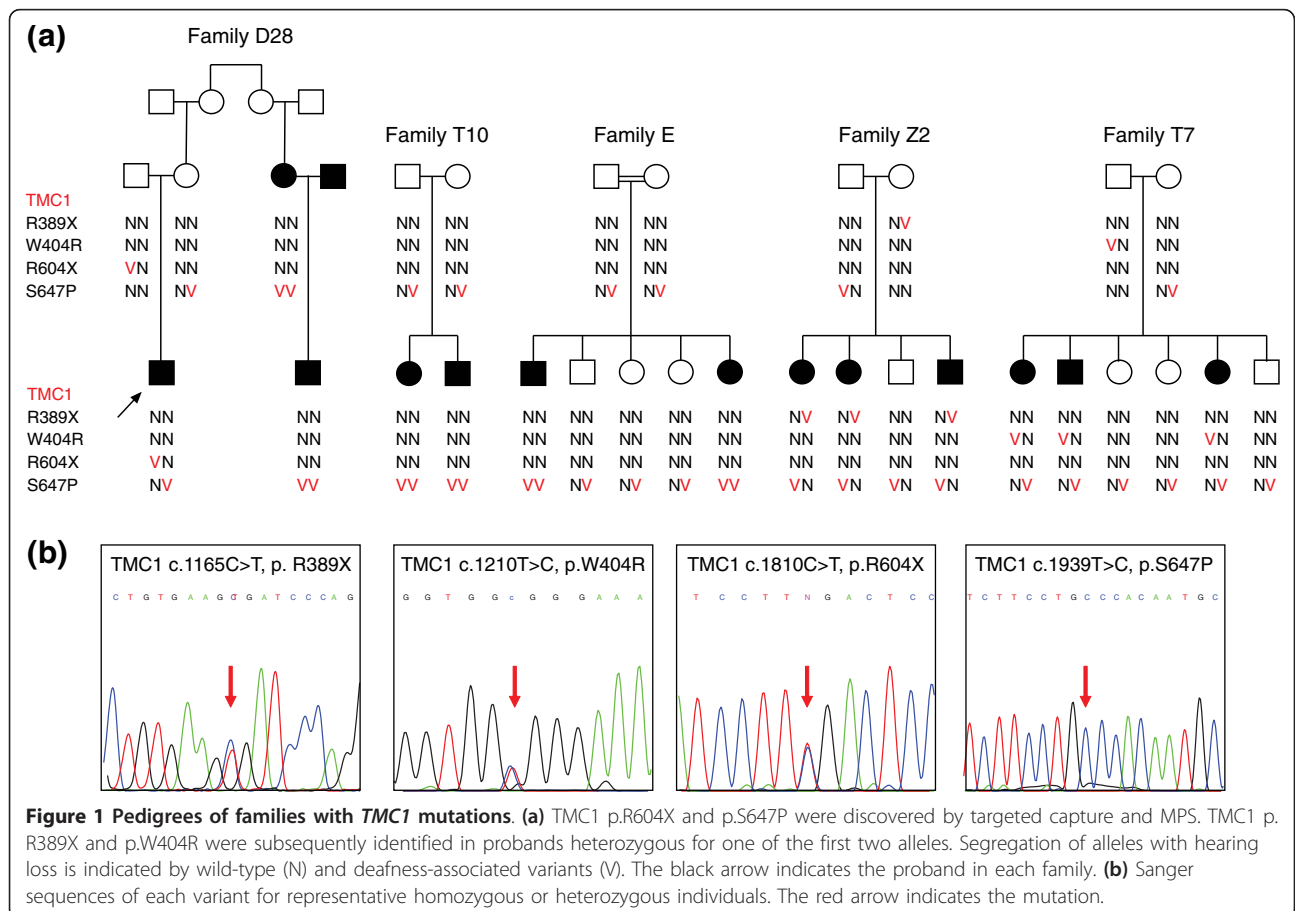 (a)
Family D28
Family T10 Family E Family Z2 Family T7
TMC1
R389X NN NN NN NN NN NN NN NN NV NN NN
W404R NN NN NN NN NN NN NN NN NN VN NN
R604X VN NN NN NN NN NN NN NN NN NN NN
S647P NN NV VV NV NV NV NV VN NN NN NV
TMC1
R389X NN NN NN NN NN NN NN NN NN NV NV NN NV NN NN NN NN NN NN
W404R NN NN NN NN NN NN NN NN NN NN NN NN NN VN VN NN NN VN NN
R604X VN NN NN NN NN NN NN NN NN NN NN NN NN NN NN NN NN NN NN
S647P NV VV VV VV VV NV NV NV VV VN VN VN VN NV NV NV NV NV NV
(b)
TMC1 c.1165C>T, p. R389X TMC1 c.1210T>C, p.W404R TMC1 c.1810C>T, p.R604X TMC1 c.1939T>C, p.S647P
G G T G G c G G G A A A T C C T T N G A C T C C T C T T C C T G C C C A C A A T G C
Figure 1 Pedigrees of families with TMC1 mutations. (a) TMC1 p.R604X and p.S647P were discovered by targeted capture and MPS. TMC1 p.
R389X and p.W404R were subsequently identified in probands heterozygous for one of the first two alleles. Segregation of alleles with hearing
loss is indicated by wild-type (N) and deafness-associated variants (V). The black arrow indicates the proband in each family. (b) Sanger
sequences of each variant for representative homozygous or heterozygous individuals. The red arrow indicates the mutation.